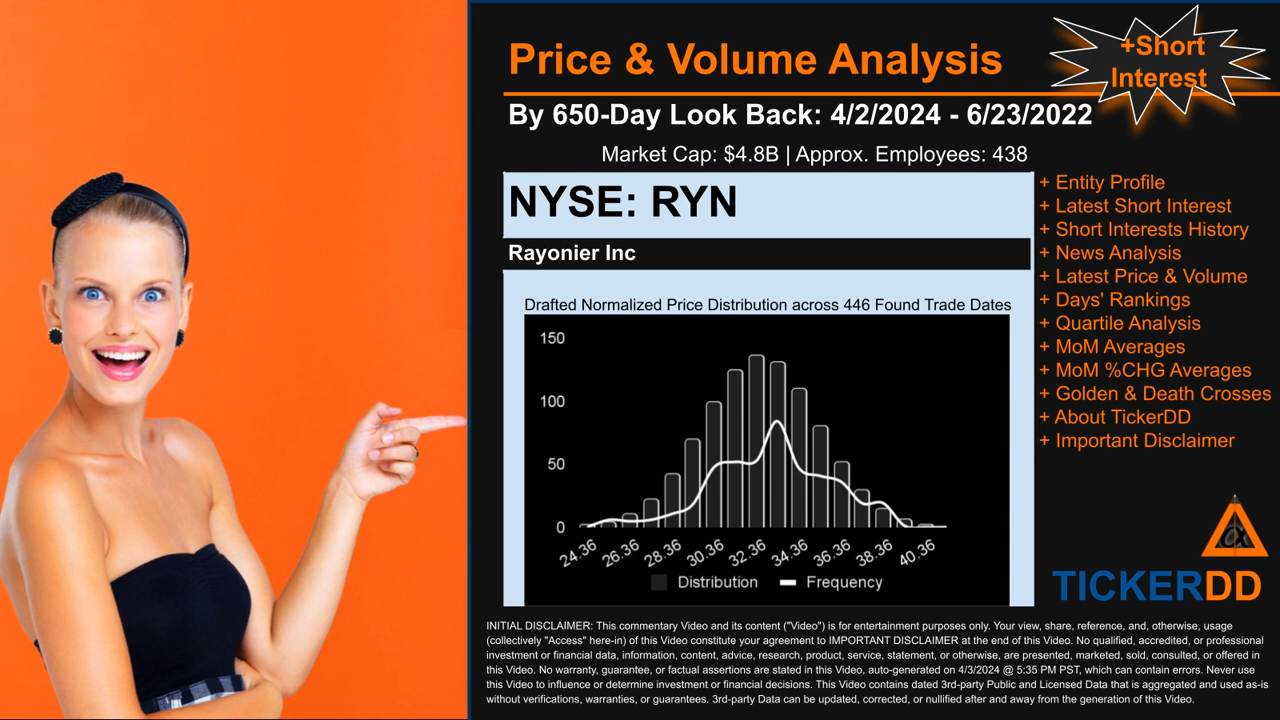 Price & Volume Analysis
+Short
Interest
By 650-Day Look Back: 4/2/2024 - 6/23/2022
Market Cap: $4.8B | Approx. Employees: 438
NYSE: RYN
Rayonier Inc
Drafted Normalized Price Distribution across 446 Found Trade Dates
150
100
50
0
24.36 26.36 28.36 30.36 32.36 34.36 36.36 38.36 40.36
Distribution Frequency
+ Entity Profile
+ Latest Short Interest
+ Short Interests History
+ News Analysis
+ Latest Price & Volume
+ Days' Rankings
+ Quartile Analysis
+ MoM Averages
+ MoM %CHG Averages
+ Golden & Death Crosses
+ About TickerDD
+ Important Disclaimer
TICKERDD
INITIAL DISCLAIMER: This commentary Video and its content ("Video") is for entertainment purposes only. Your view, share, reference, and, otherwise, usage
(collectively "Access" here-in) of this Video constitute your agreement to IMPORTANT DISCLAIMER at the end of this Video. No qualified, accredited, or professional
investment or financial data, information, content, advice, research, product, service, statement, or otherwise, are presented, marketed, sold, consulted, or offered in
this Video. No warranty, guarantee, or factual assertions are stated in this Video, auto-generated on 4/3/2024 @ 5:35 PM PST, which can contain errors. Never use
this Video to influence or determine investment or financial decisions. This Video contains dated 3rd-party Public and Licensed Data that is aggregated and used as-is
without verifications, warranties, or guarantees. 3rd-party Data can be updated, corrected, or nullified after and away from the generation of this Video.